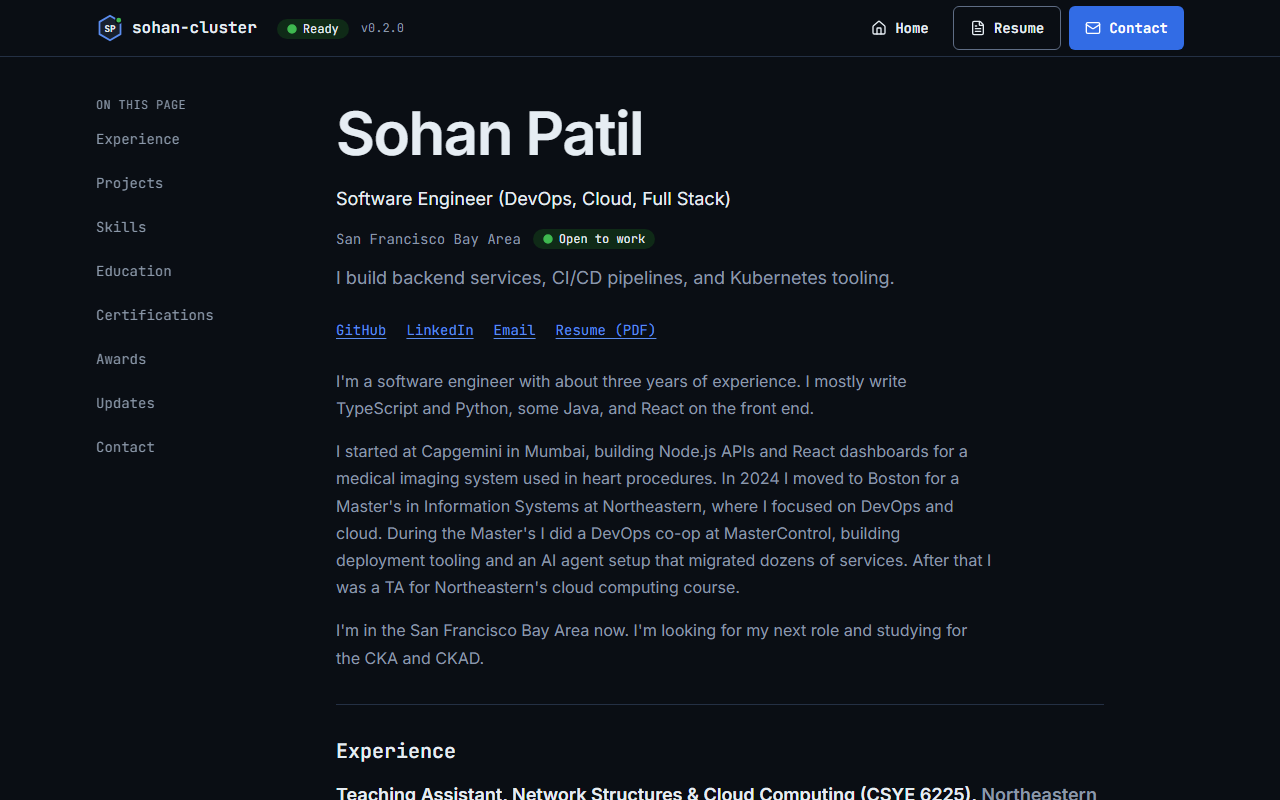 SP sohan-cluster Ready v0.2.0 Home Resume Contact
ON THIS PAGE
Experience
Projects
Skills
Education
Certifications
Awards
Updates
Contact
Sohan Patil
Software Engineer (DevOps, Cloud, Full Stack)
San Francisco Bay Area Open to work
I build backend services, CI/CD pipelines, and Kubernetes tooling.
GitHub LinkedIn Email Resume (PDF)
I'm a software engineer with about three years of experience. I mostly write
TypeScript and Python, some Java, and React on the front end.
I started at Capgemini in Mumbai, building Node.js APIs and React dashboards for a
medical imaging system used in heart procedures. In 2024 I moved to Boston for a
Master's in Information Systems at Northeastern, where I focused on DevOps and
cloud. During the Master's I did a DevOps co-op at MasterControl, building
deployment tooling and an AI agent setup that migrated dozens of services. After that I
was a TA for Northeastern's cloud computing course.
I'm in the San Francisco Bay Area now. I'm looking for my next role and studying for
the CKA and CKAD.
Experience
Teaching Assistant, Network Structures & Cloud Computing (CSYE 6225), Northeastern